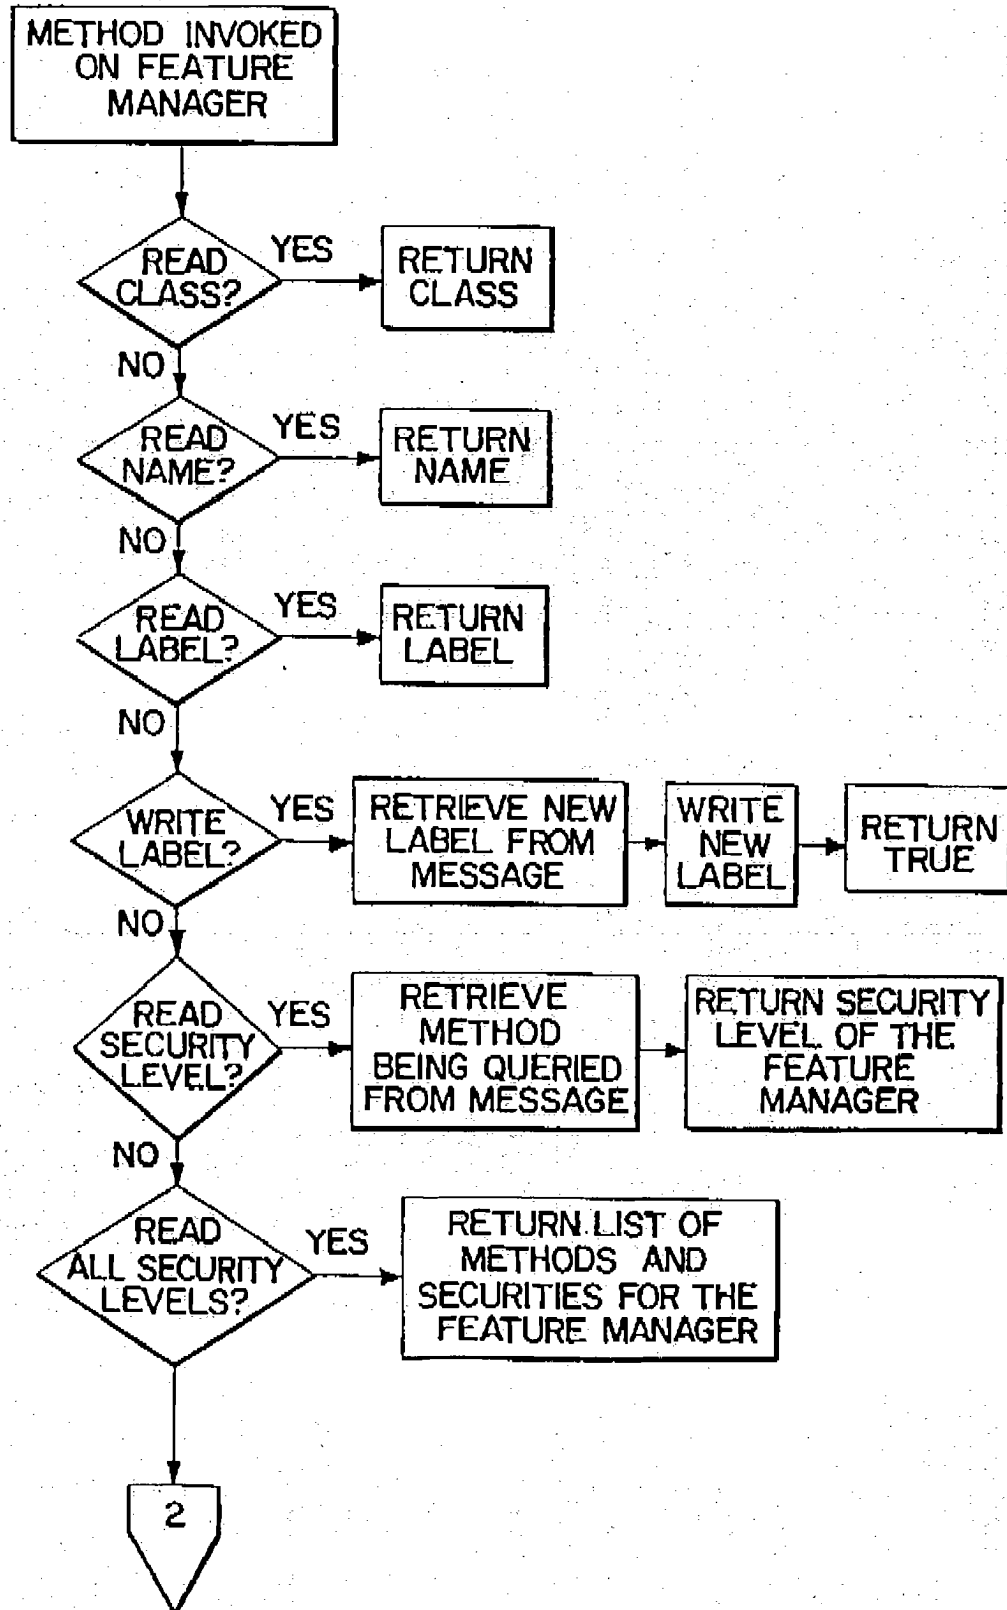 METHOD INVOKED
ON FEATURE
MANAGER
READ
CLASS?
YES
RETURN
CLASS
NO
READ
NAME?
YES
RETURN
NAME
NO
READ
LABEL?
YES
RETURN
LABEL
NO
WRITE
LABEL?
YES
RETRIEVE NEW
LABEL FROM
MESSAGE
WRITE
NEW
LABEL
RETURN
TRUE
NO
READ
SECURITY
LEVEL?
YES
RETRIEVE
METHOD
BEING QUERIED
FROM MESSAGE
RETURN SECURITY
LEVEL OF THE
FEATURE
MANAGER
NO
READ
ALL SECURITY
LEVELS?
YES
RETURN LIST OF
METHODS AND
SECURITIES FOR THE
FEATURE MANAGER
2